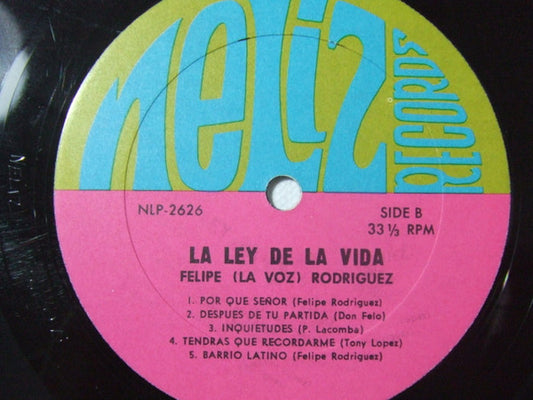 neliz
RECORDS
NLP-2626
SIDE B
33 ⅓ RPM
LA LEY DE LA VIDA
FELIPE (LA VOZ) RODRIGUEZ
1. POR QUE SEÑOR (Felipe Rodriguez)
2. DESPUES DE TU PARTIDA (Don Felo)
3. INQUIETUDES (P. Lacomba)
4. TENDRAS QUE RECORDARME (Tony Lopez)
5. BARRIO LATINO (Felipe Rodriguez)